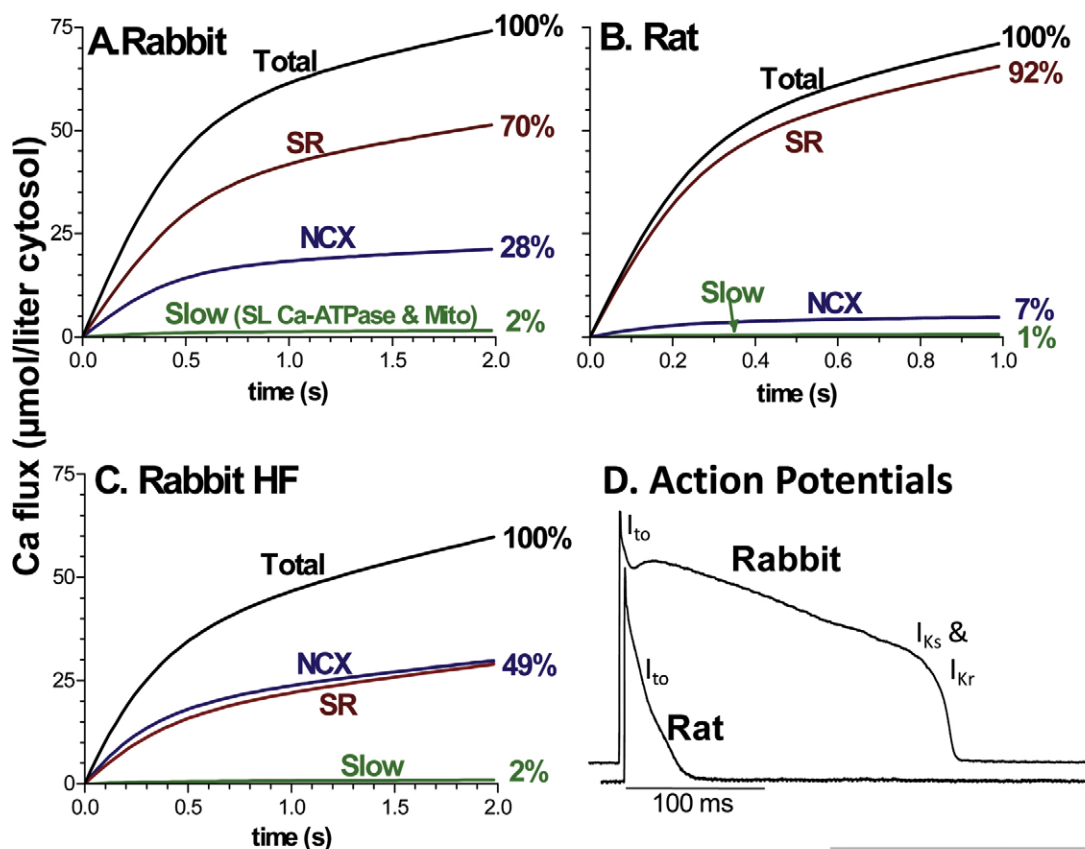 Ca flux (µmol/liter cytosol)
A. Rabbit
75
50
25
0
Total
100%
SR
70%
NCX
28%
Slow (SL Ca-ATPase & Mito)
2%
0.0 0.5 1.0 1.5 2.0
time (s)
B. Rat
Total
100%
92%
SR
Slow
NCX
7%
1%
0.0 0.2 0.4 0.6 0.8 1.0
time (s)
C. Rabbit HF
75
50
25
0
Total
100%
NCX
49%
SR
Slow
2%
0.0 0.5 1.0 1.5 2.0
time (s)
D. Action Potentials
Ito
Rabbit
IKs &
IKr
Ito
Rat
100 ms